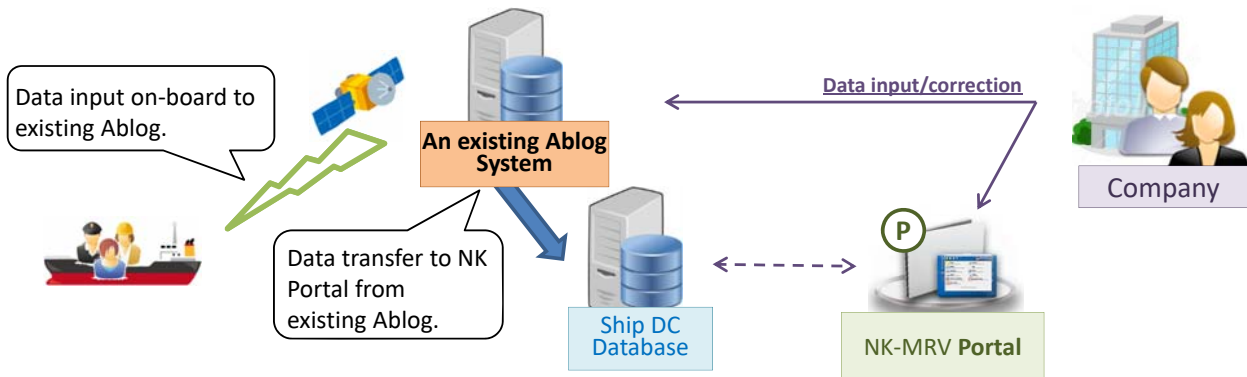 Data input on-board to
existing Ablog.
An existing Ablog
System
Data input/correction
Company
Data transfer to NK
Portal from
existing Ablog.
P
Ship DC
Database
NK-MRV Portal